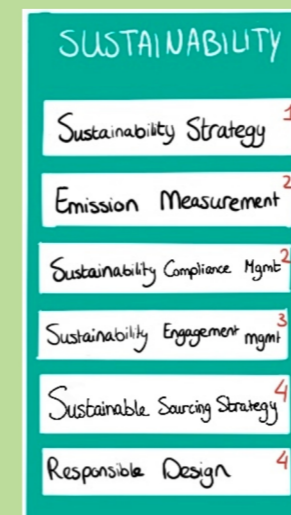 SUSTAINABILITY
Sustainability Strategy 1
Emission Measurement 2
Sustainability Compliance Mgmt 2
Sustainability Engagement mgmt 3
Sustainable Sourcing Strategy 4
Responsible Design 4